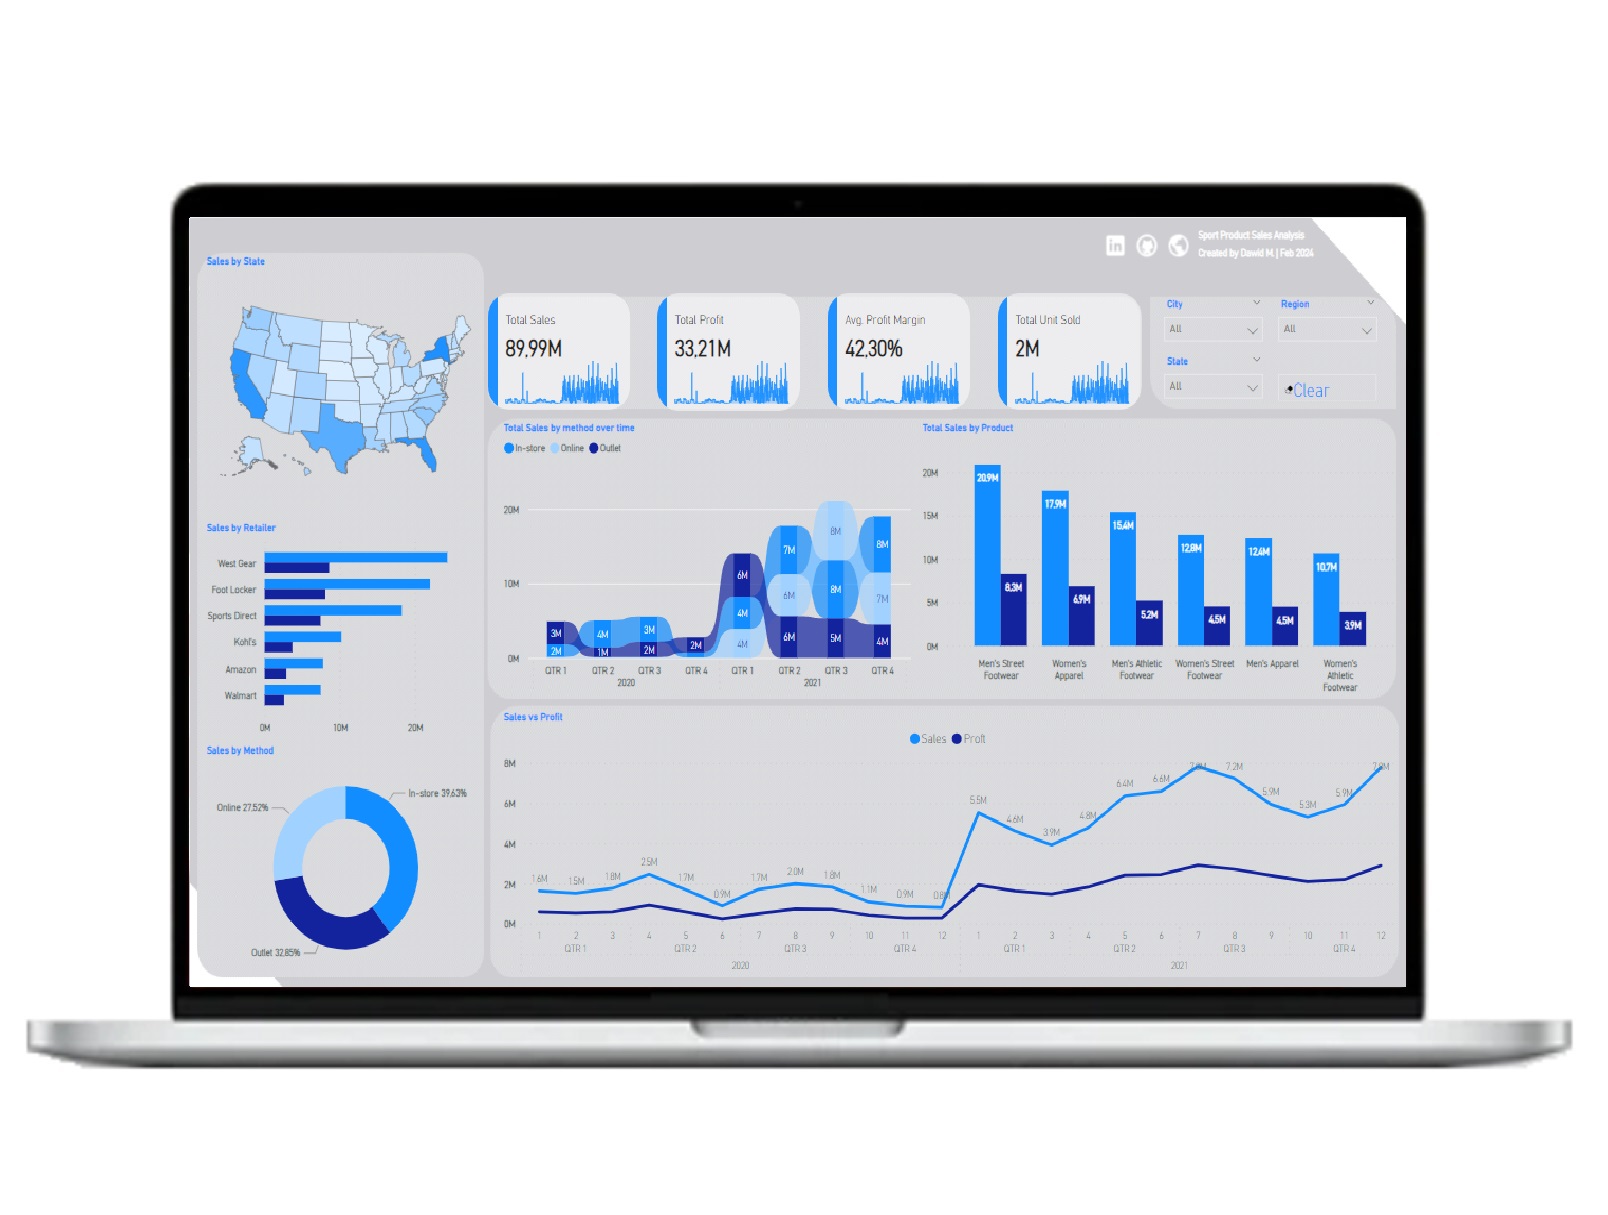 in
Sport Product Sales Analysis
Created by Dawid M. | Feb 2024
Sales by State
Total Sales
89,99M
Total Profit
33,21M
Avg. Profit Margin
42,30%
Total Unit Sold
2M
City
All
Region
All
State
All
Clear
Sales by Retailer
West Gear
Foot Locker
Sports Direct
Kohl's
Amazon
Walmart
0M 10M 20M
Sales by Method
Online 27.52%
In-store 39,63%
Outlet 32,85%
Total Sales by method over time
In-store Online Outlet
20M
10M
0M
3M
2M
4M
1M
3M
2M
2M
6M
4M
4M
7M
6M
6M
8M
8M
5M
8M
7M
4M
QTR 1 QTR 2 QTR 3 QTR 4 QTR 1 QTR 2 QTR 3 QTR 4
2020 2021
Total Sales by Product
20M
15M
10M
5M
0M
20.9M
8,3M
17.9M
6.9M
15.4M
5.2M
12.8M
4.5M
12.4M
4.5M
10.7M
3.9M
Men's Street
Footwear
Women's
Apparel
Men's Athletic
Footwear
Women's Street
Footwear
Men's Apparel
Women's
Athletic
Footwear
Sales vs Profit
Sales Profit
8M
6M
4M
2M
0M
1.6M 1.5M 1.8M 2.5M 1.7M 0.9M 1.7M 2.0M 1.8M 1.1M 0.9M 0.8M 5.5M 4.6M 3.9M 4.8M 6.4M 6.6M 7.2M 5.9M 5.3M 5.9M
1 2 3 4 5 6 7 8 9 10 11 12 1 2 3 4 5 6 7 8 9 10 11 12
QTR 1 QTR 2 QTR 3 QTR 4 QTR 1 QTR 2 QTR 3 QTR 4
2020 2021